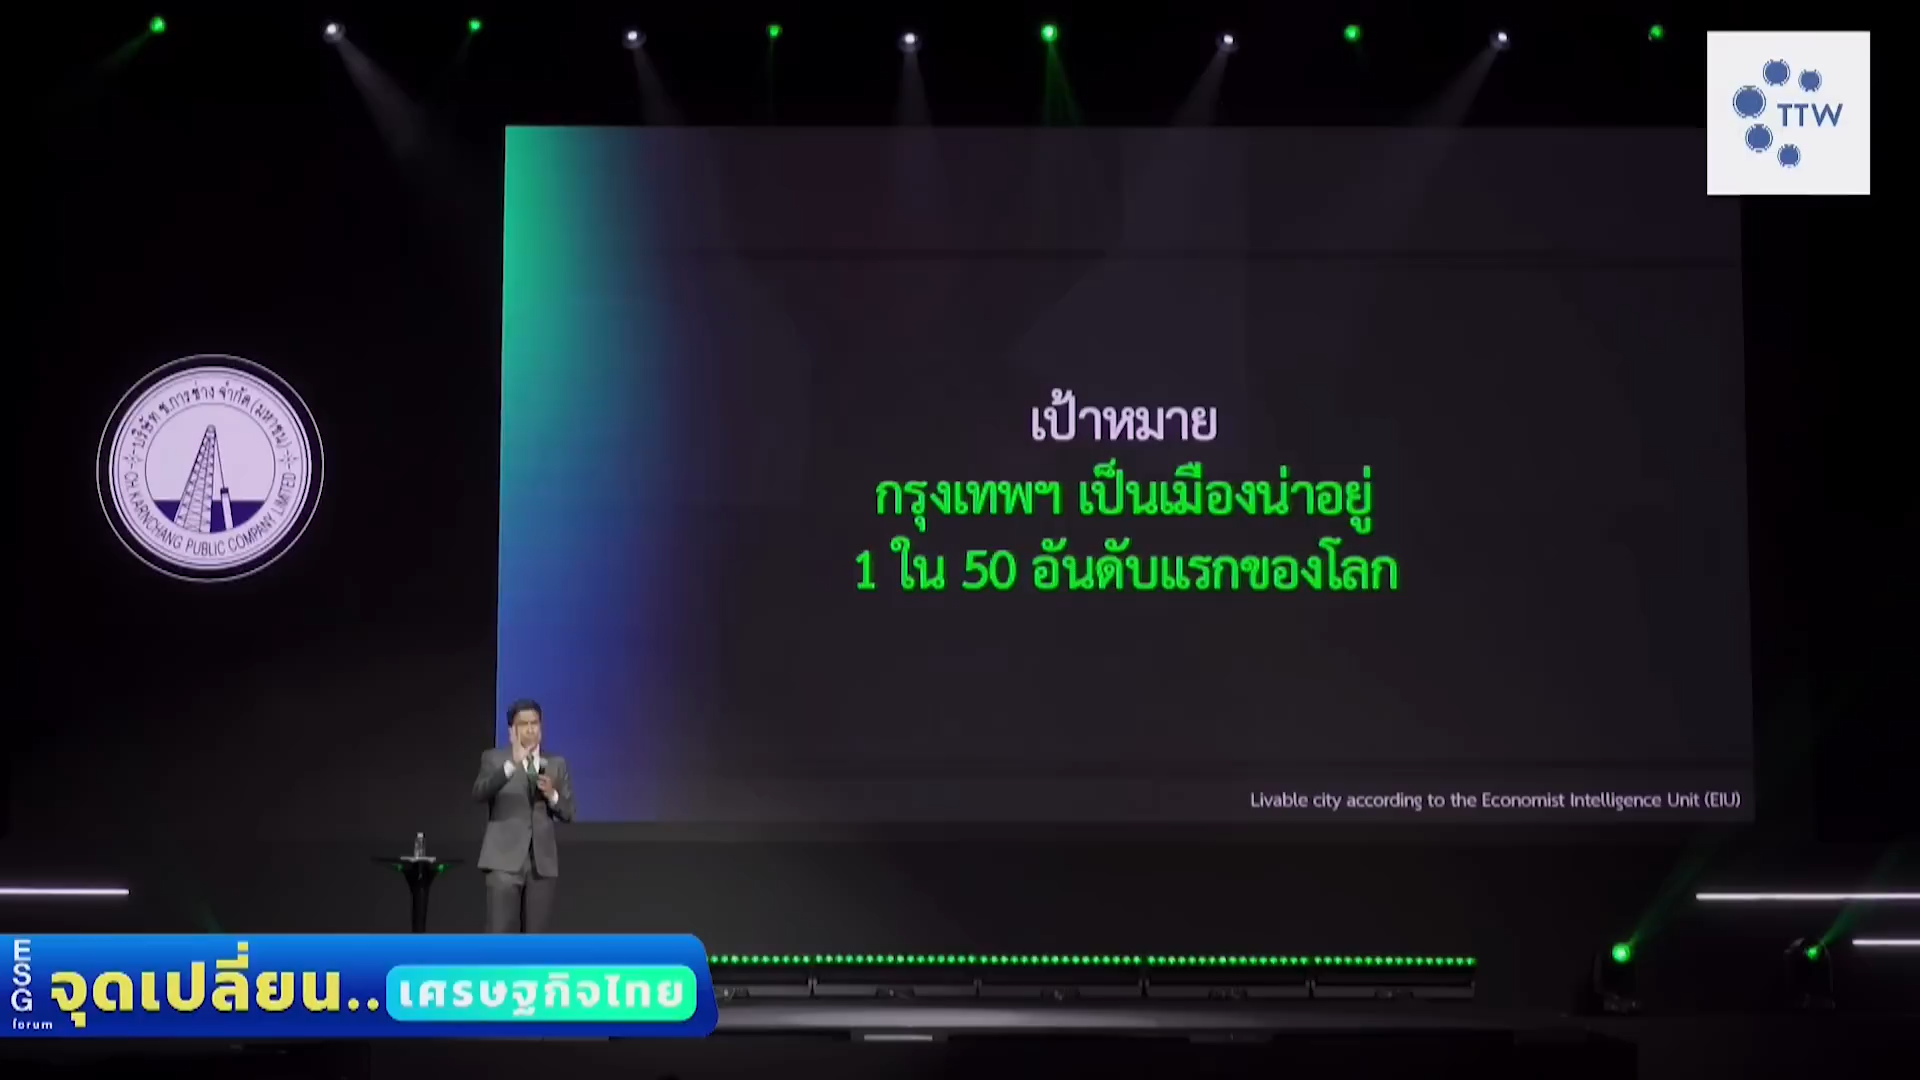 TTW
บริษัท ช.การช่าง จำกัด (มหาชน)
CH.KARNCHANG PUBLIC COMPANY LIMITED
เป้าหมาย
กรุงเทพฯ เป็นเมืองน่าอยู่
1 ใน 50 อันดับแรกของโลก
Livable city according to the Economist Intelligence Unit (EIU)
ESG
forum
จุดเปลี่ยน..
เศรษฐกิจไทย